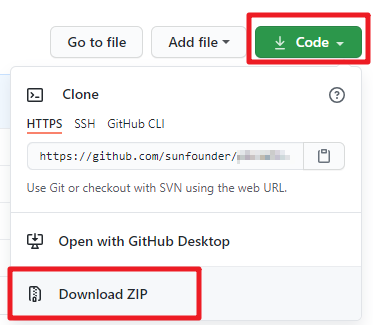 Go to file
Add file
Code
Clone
HTTPS SSH GitHub CLI
https://github.com/sunfounder/
Use Git or checkout with SVN using the web URL.
Open with GitHub Desktop
Download ZIP